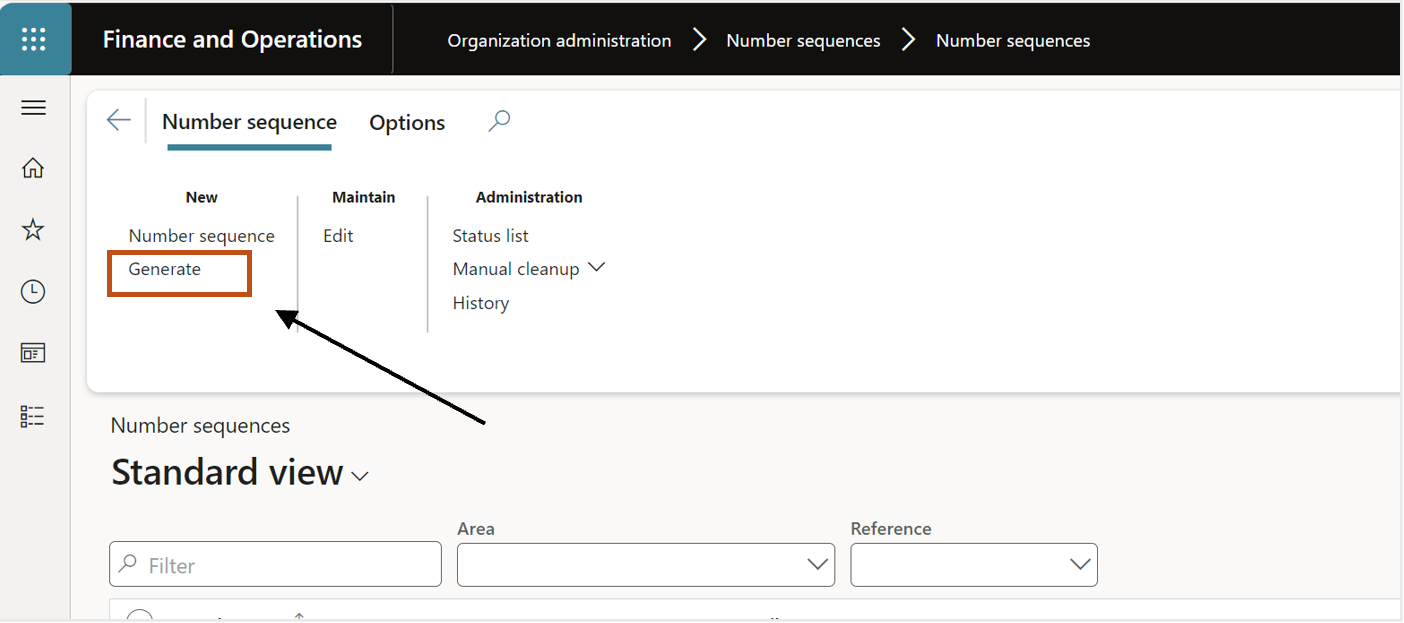 Finance and Operations
Organization administration > Number sequences > Number sequences
Number sequence Options
New
Number sequence
Generate
Maintain
Edit
Administration
Status list
Manual cleanup
History
Number sequences
Standard view
Filter
Area
Reference